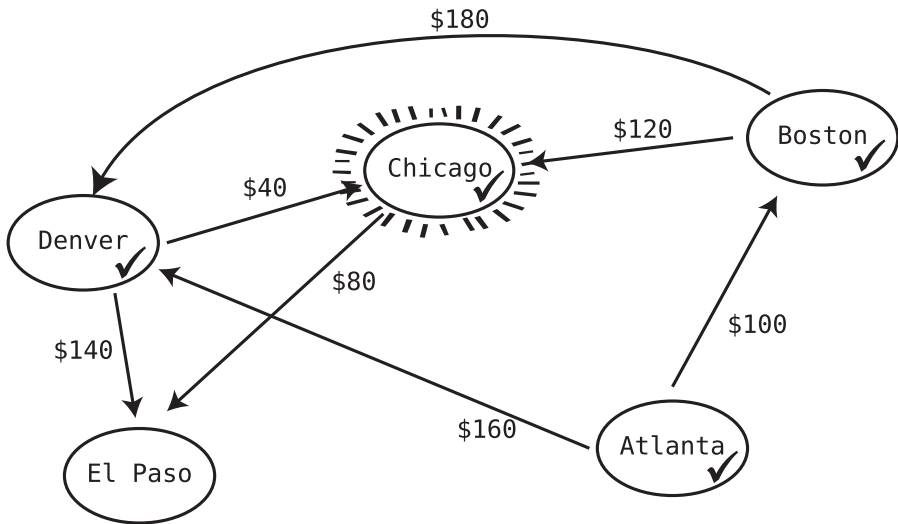 $180
$120
Boston
Chicago
$40
Denver
$80
$100
$140
$160
Atlanta
El Paso